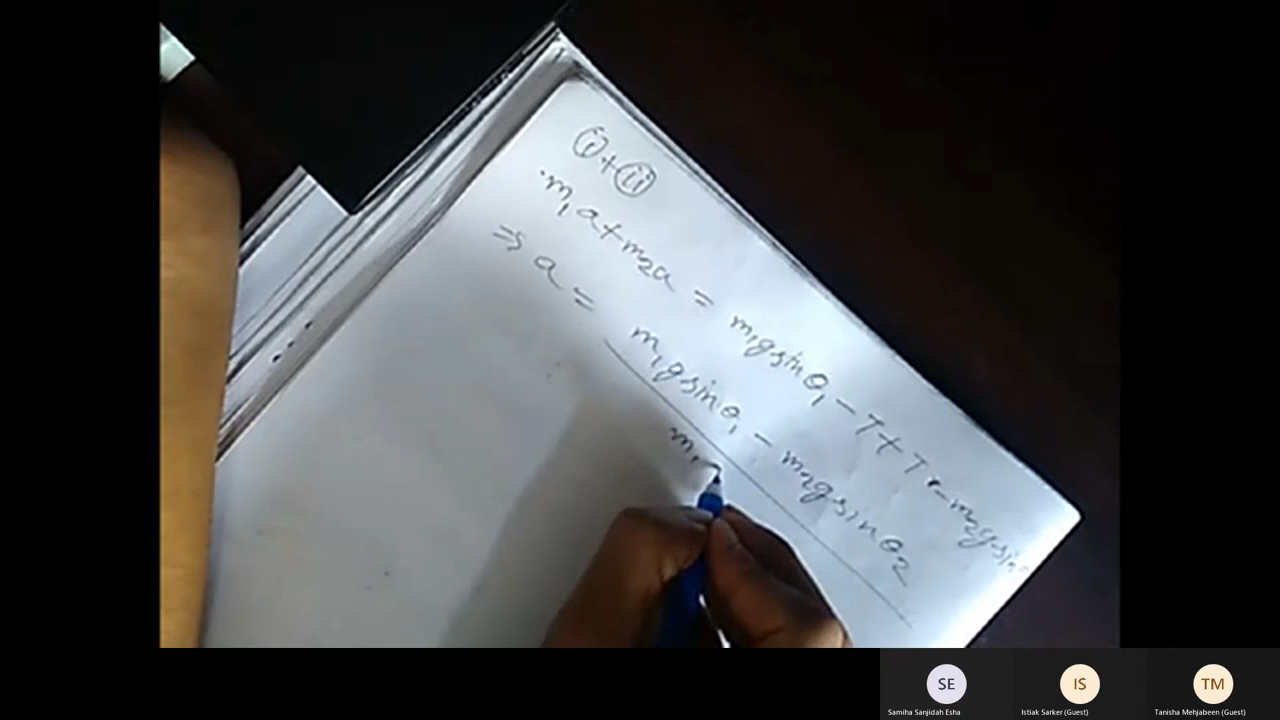 (i) + (ii)
m₁a + m₂a = m₁g sinθ₁ - T + T - m₂g sin
⇒ a = m₁g sinθ₁ - m₂g sinθ₂
m₁
SE
IS
TM
Samiha Sanjidah Esha
Istiak Sarker (Guest)
Tanisha Mehjabeen (Guest)